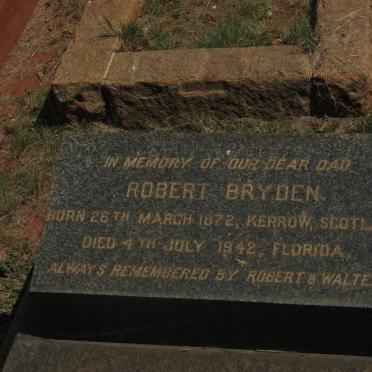 IN MEMORY OF OUR DEAR DAD
ROBERT BRYDEN
BORN 26TH MARCH 1872, KERROW, SCOTL
DIED 4TH JULY 1942, FLORIDA,
ALWAYS REMEMBERED BY ROBERT & WALTE